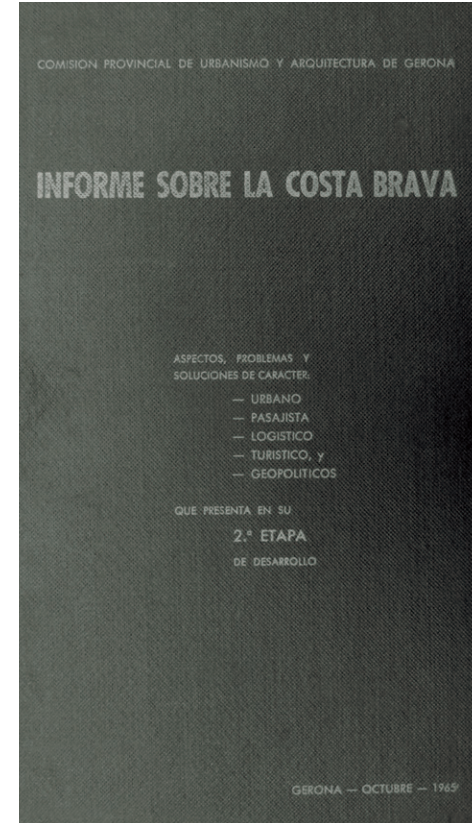 COMISION PROVINCIAL DE URBANISMO Y ARQUITECTURA DE GERONA
INFORME SOBRE LA COSTA BRAVA
ASPECTOS, PROBLEMAS Y
SOLUCIONES DE CARACTER:
— URBANO
— PASAJISTA
— LOGISTICO
— TURISTICO, y
— GEOPOLITICOS
QUE PRESENTA EN SU
2.ª ETAPA
DE DESARROLLO
GERONA — OCTUBRE — 1965